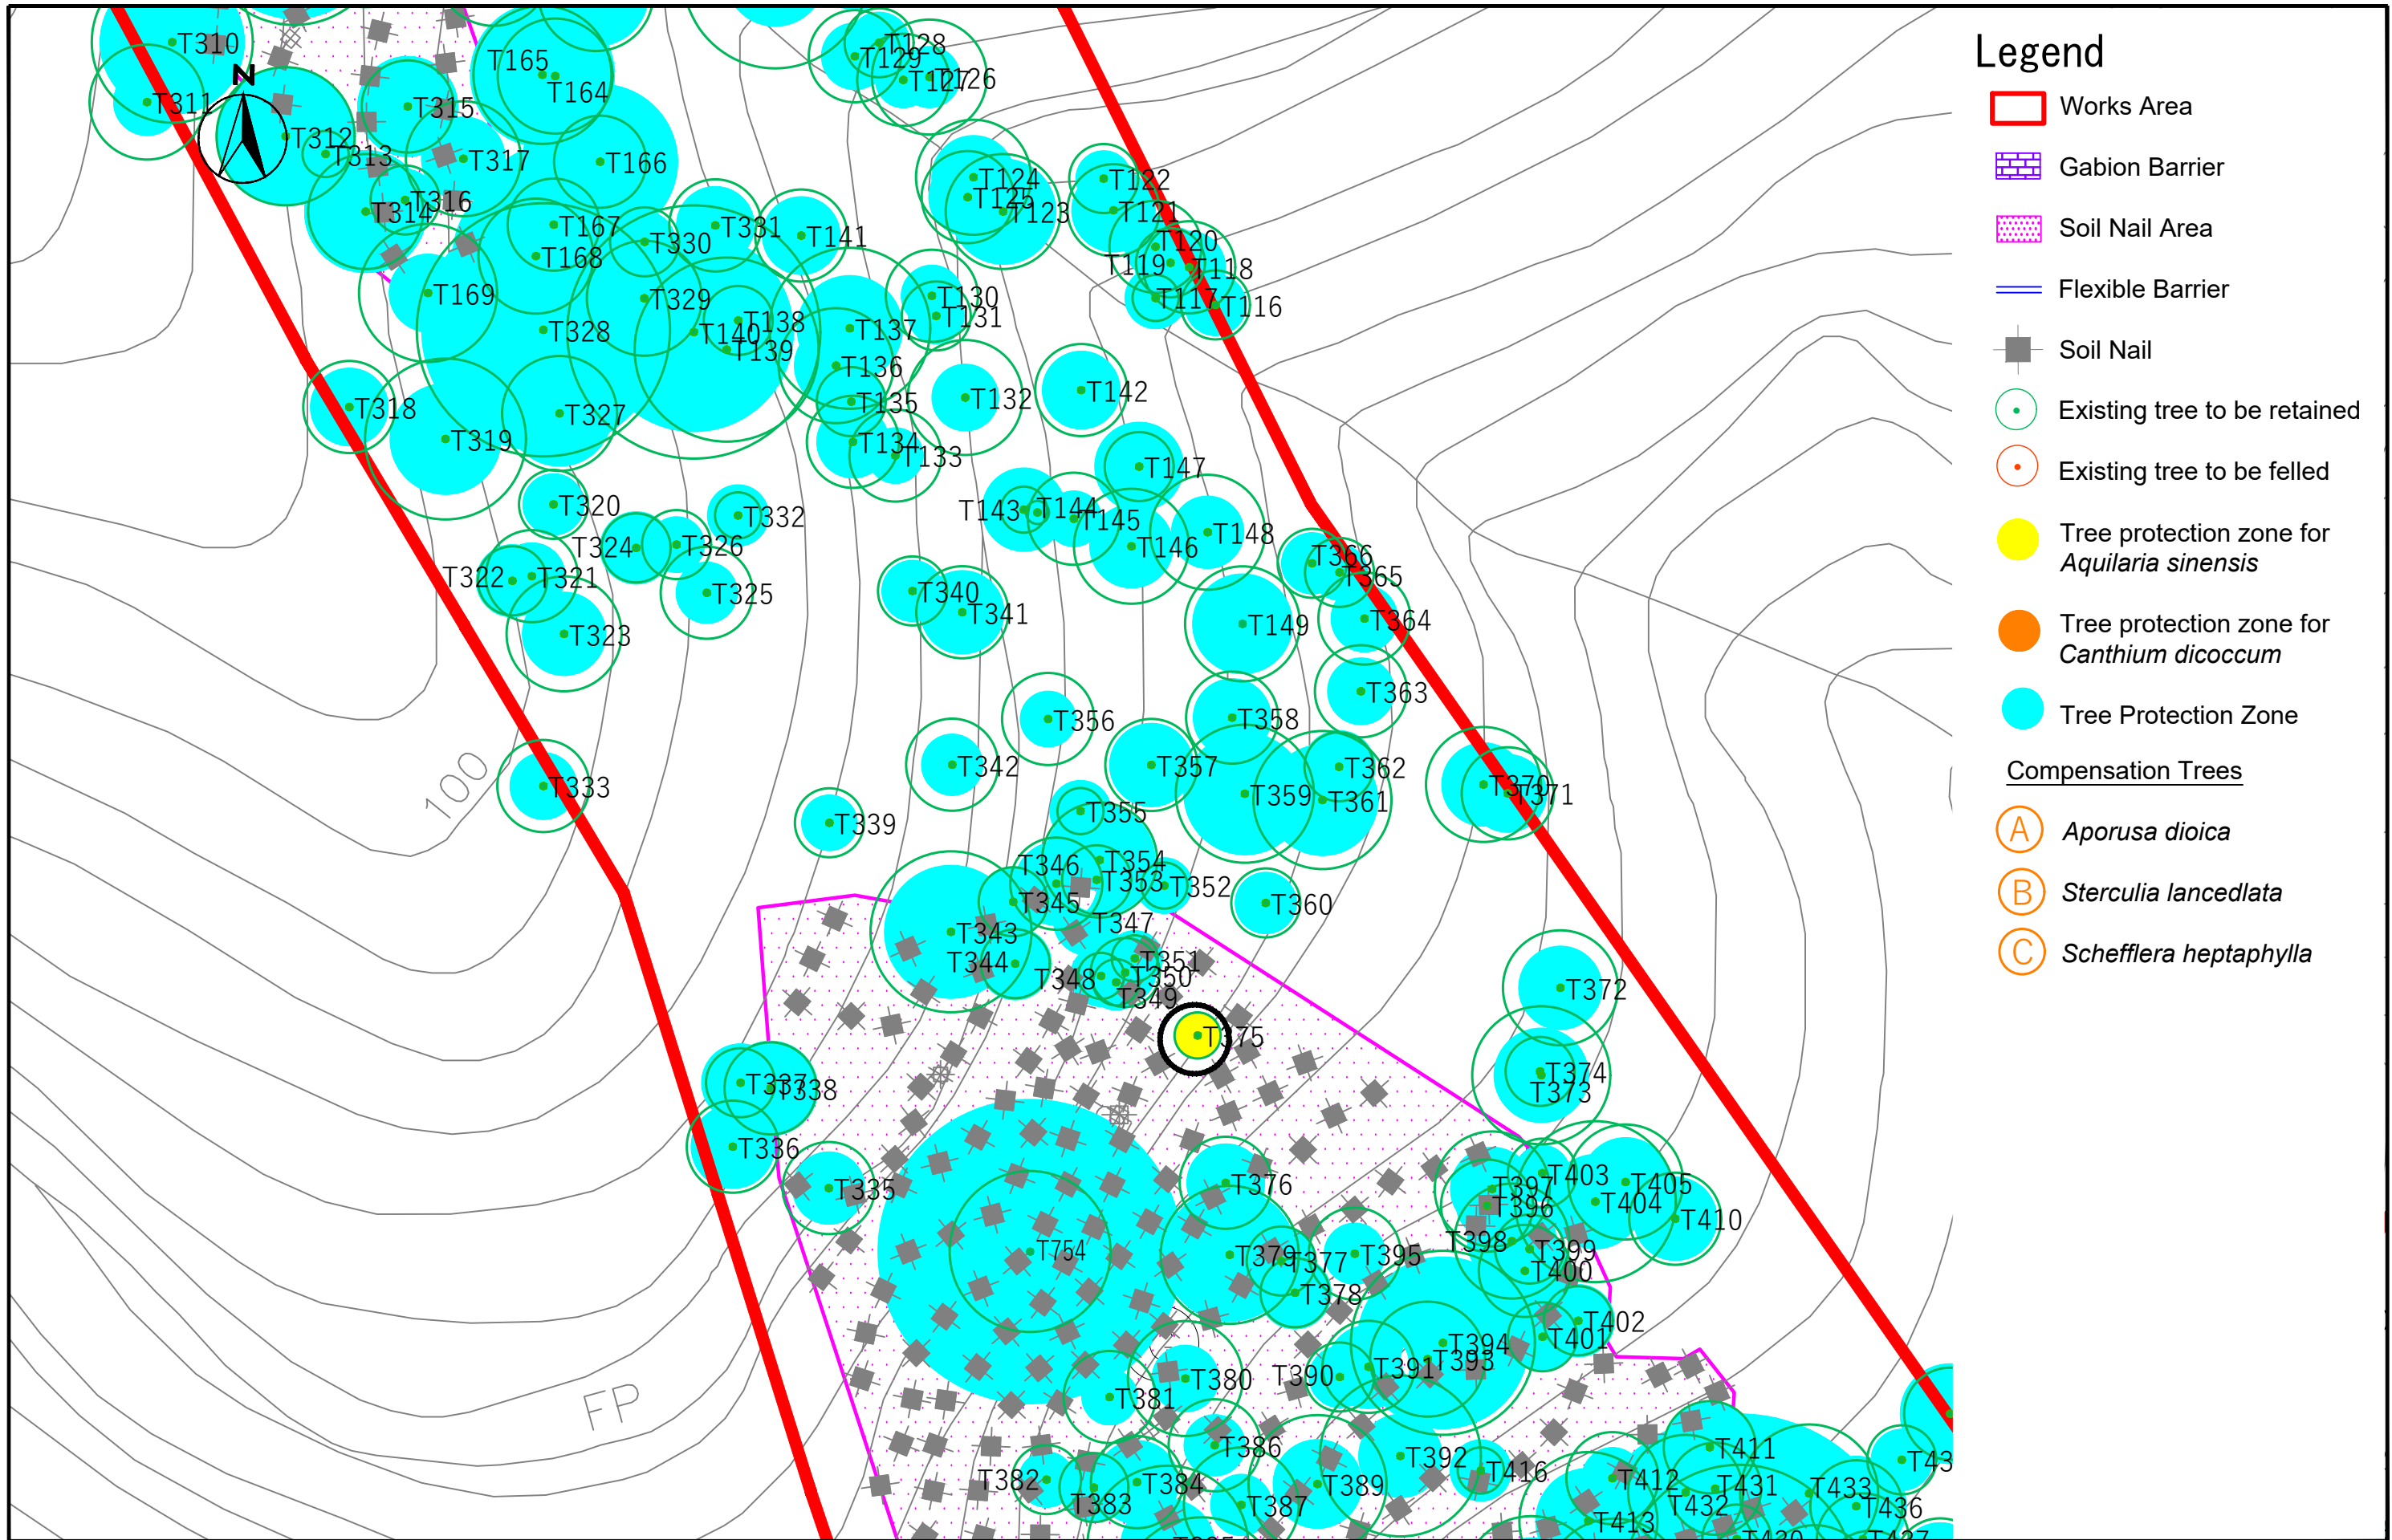 T310
T165
T128
T129
T126
T127
T164
N
T311
T315
T312
T313
T317
T166
T124
T122
T125
T316
T314
T123
T121
T167
T331
T141
T330
T120
T168
T119
T118
T169
T329
T130
T117
T116
T131
T328
T138
T140
T137
T139
T136
T132
T142
T318
T135
T327
T319
T134
T133
T147
T320
T143
T144
T332
T145
T148
T324
T326
T146
T366
T322
T321
T365
T325
T340
T341
T149
T364
T323
T363
T356
T358
T342
T357
T362
100
T333
T359
T361
T370
T371
T355
T339
T346
T354
T353
T352
T345
T360
T347
T343
T344
T351
T348
T350
T349
T372
T375
T374
T337
T338
T373
T336
T335
T376
T403
T397
T405
T396
T404
T410
T398
T399
T754
T379
T377
T395
T400
T378
T402
T401
T394
T393
T391
T390
T380
T381
FP
T386
T392
T411
T43
T382
T384
T416
T412
T431
T433
T389
T383
T387
T432
T436
T413
Legend
Works Area
Gabion Barrier
Soil Nail Area
Flexible Barrier
Soil Nail
Existing tree to be retained
Existing tree to be felled
Tree protection zone for
Aquilaria sinensis
Tree protection zone for
Canthium dicoccum
Tree Protection Zone
Compensation Trees
A Aporusa dioica
B Sterculia lancedlata
C Schefflera heptaphylla